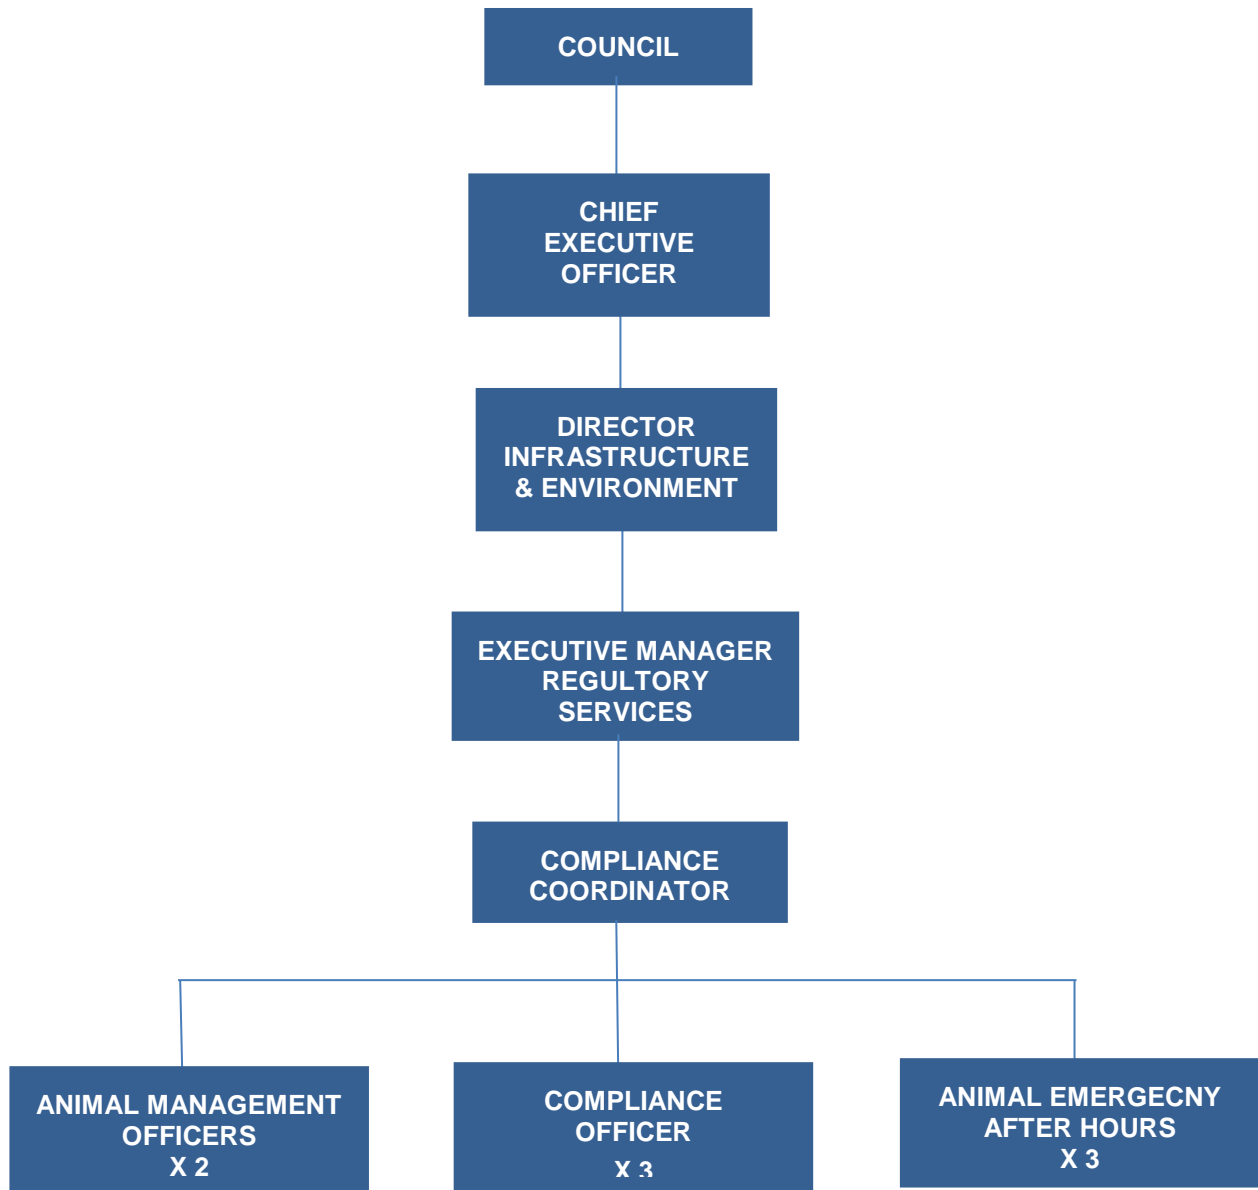 COUNCIL
CHIEF
EXECUTIVE
OFFICER
DIRECTOR
INFRASTRUCTURE
& ENVIRONMENT
EXECUTIVE MANAGER
REGULTORY
SERVICES
COMPLIANCE
COORDINATOR
ANIMAL MANAGEMENT
OFFICERS
X 2
COMPLIANCE
OFFICER
X 3
ANIMAL EMERGECNY
AFTER HOURS
X 3